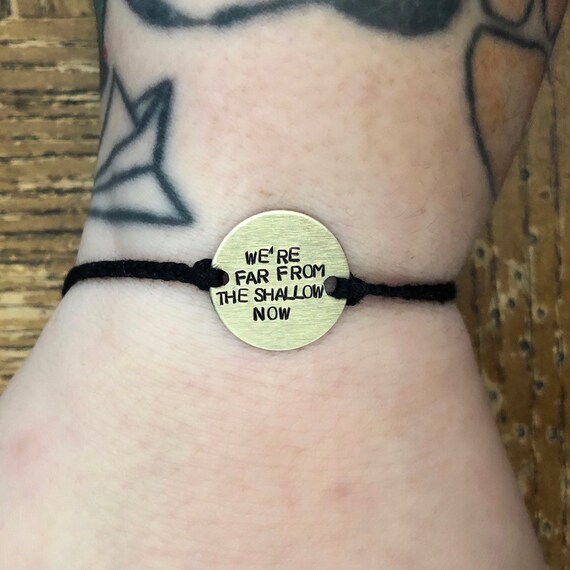 WE'RE
FAR FROM
THE SHALLOW
NOW